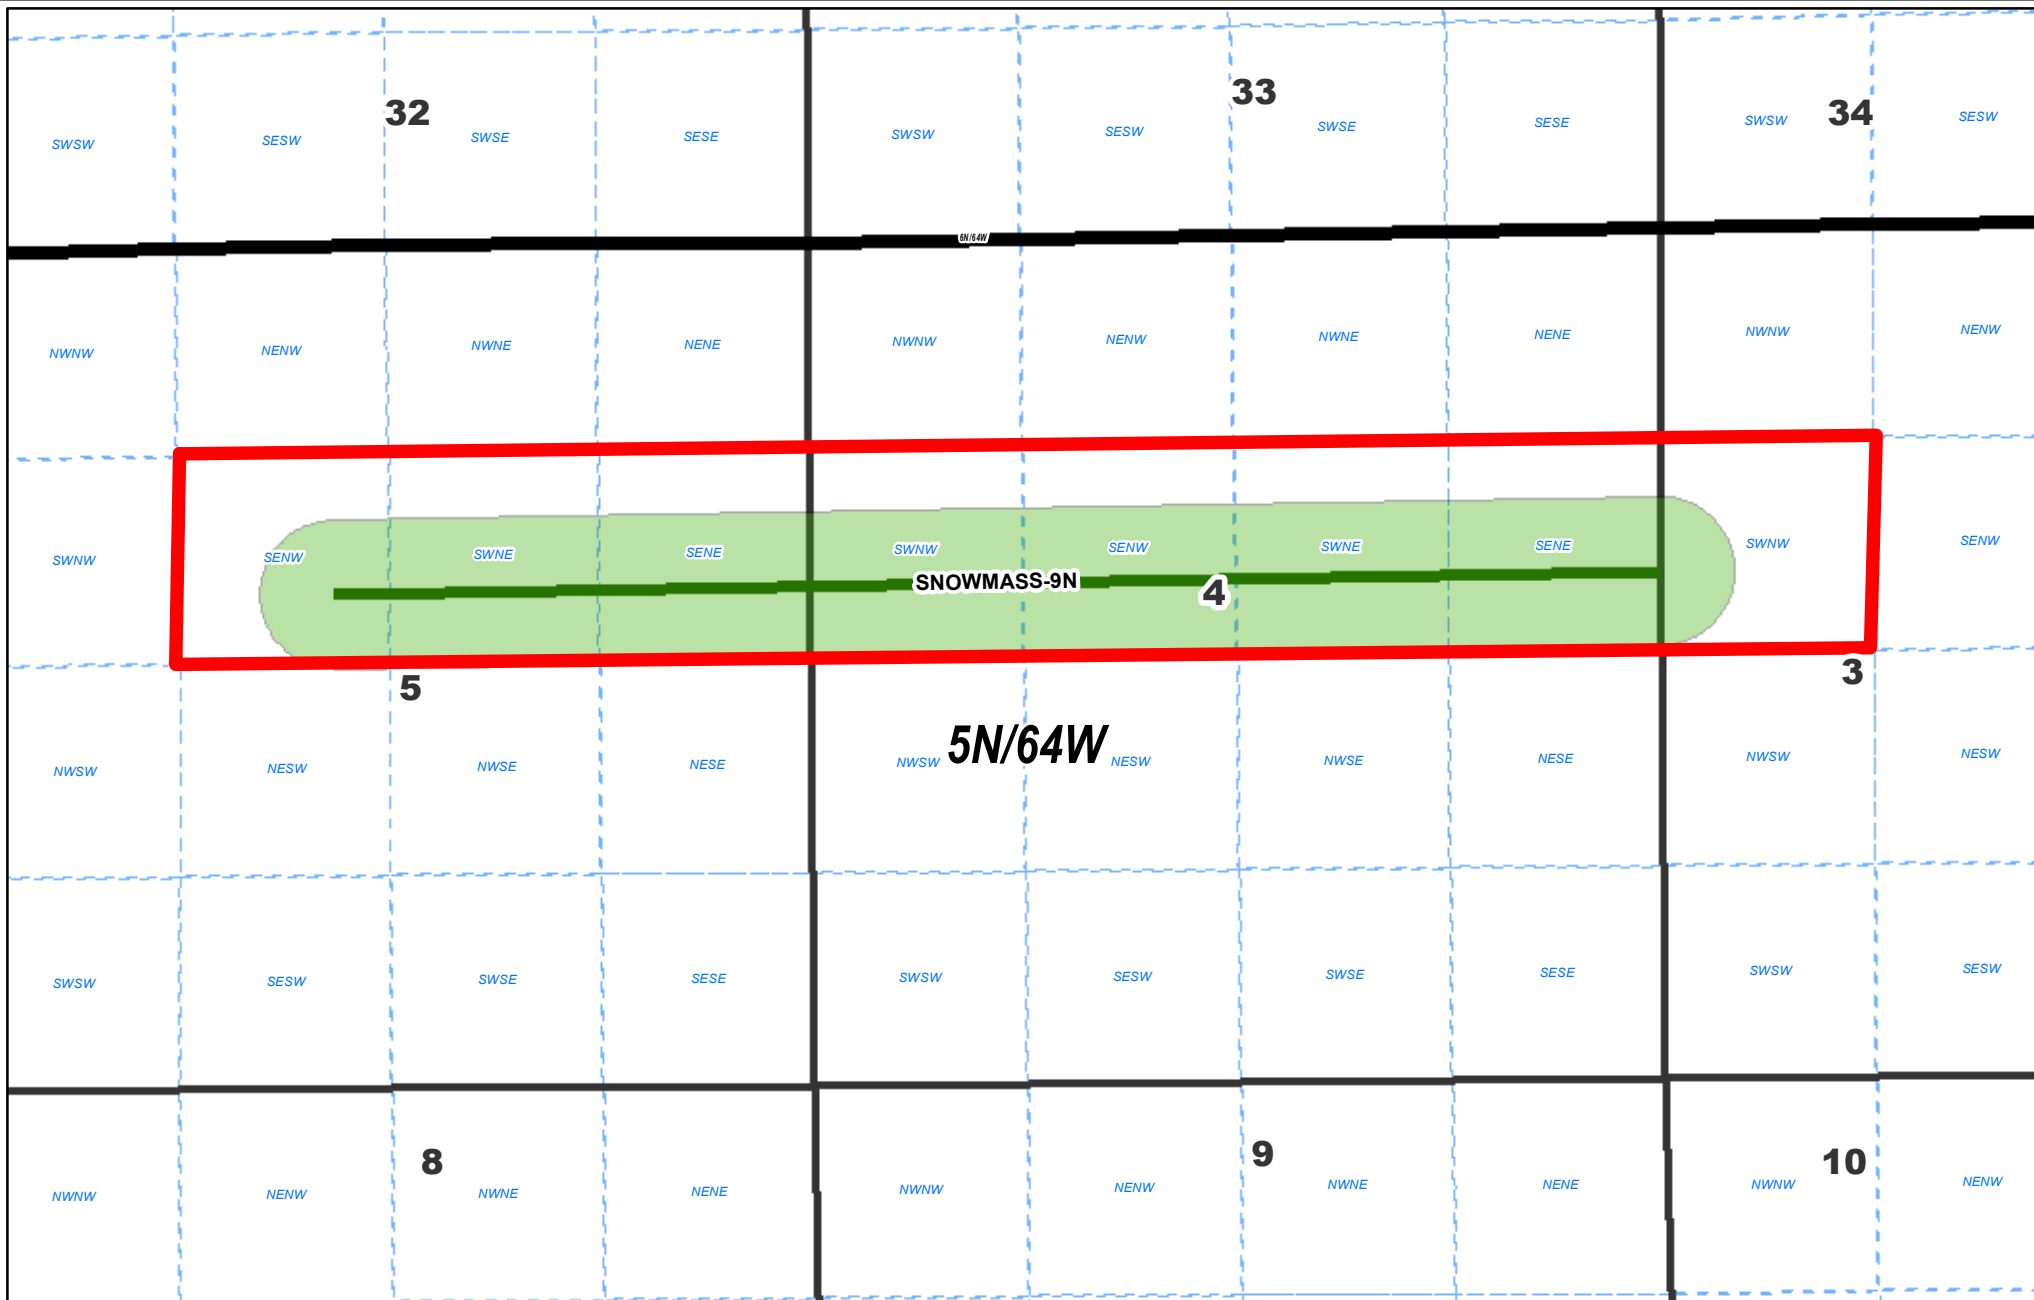 32 33 34
SWSW SESW SWSE SESE SWSW SESW SWSE SESE SWSW SESW
6N/64W
NWNW NENW NWNE NENE NWNW NENW NWNE NENE NWNW NENW
SWNW SENW SWNE SENE SWNW SENW SWNE SENE SWNW SENW
SNOWMASS-9N
4
5 3
5N/64W
NWSW NESW NWSE NESE NWSW NESW NWSE NESE NWSW NESW
SWSW SESW SWSE SESE SWSW SESW SWSE SESE SWSW SESW
8 9 10
NWNW NENW NWNE NENE NWNW NENW NWNE NENE NWNW NENW